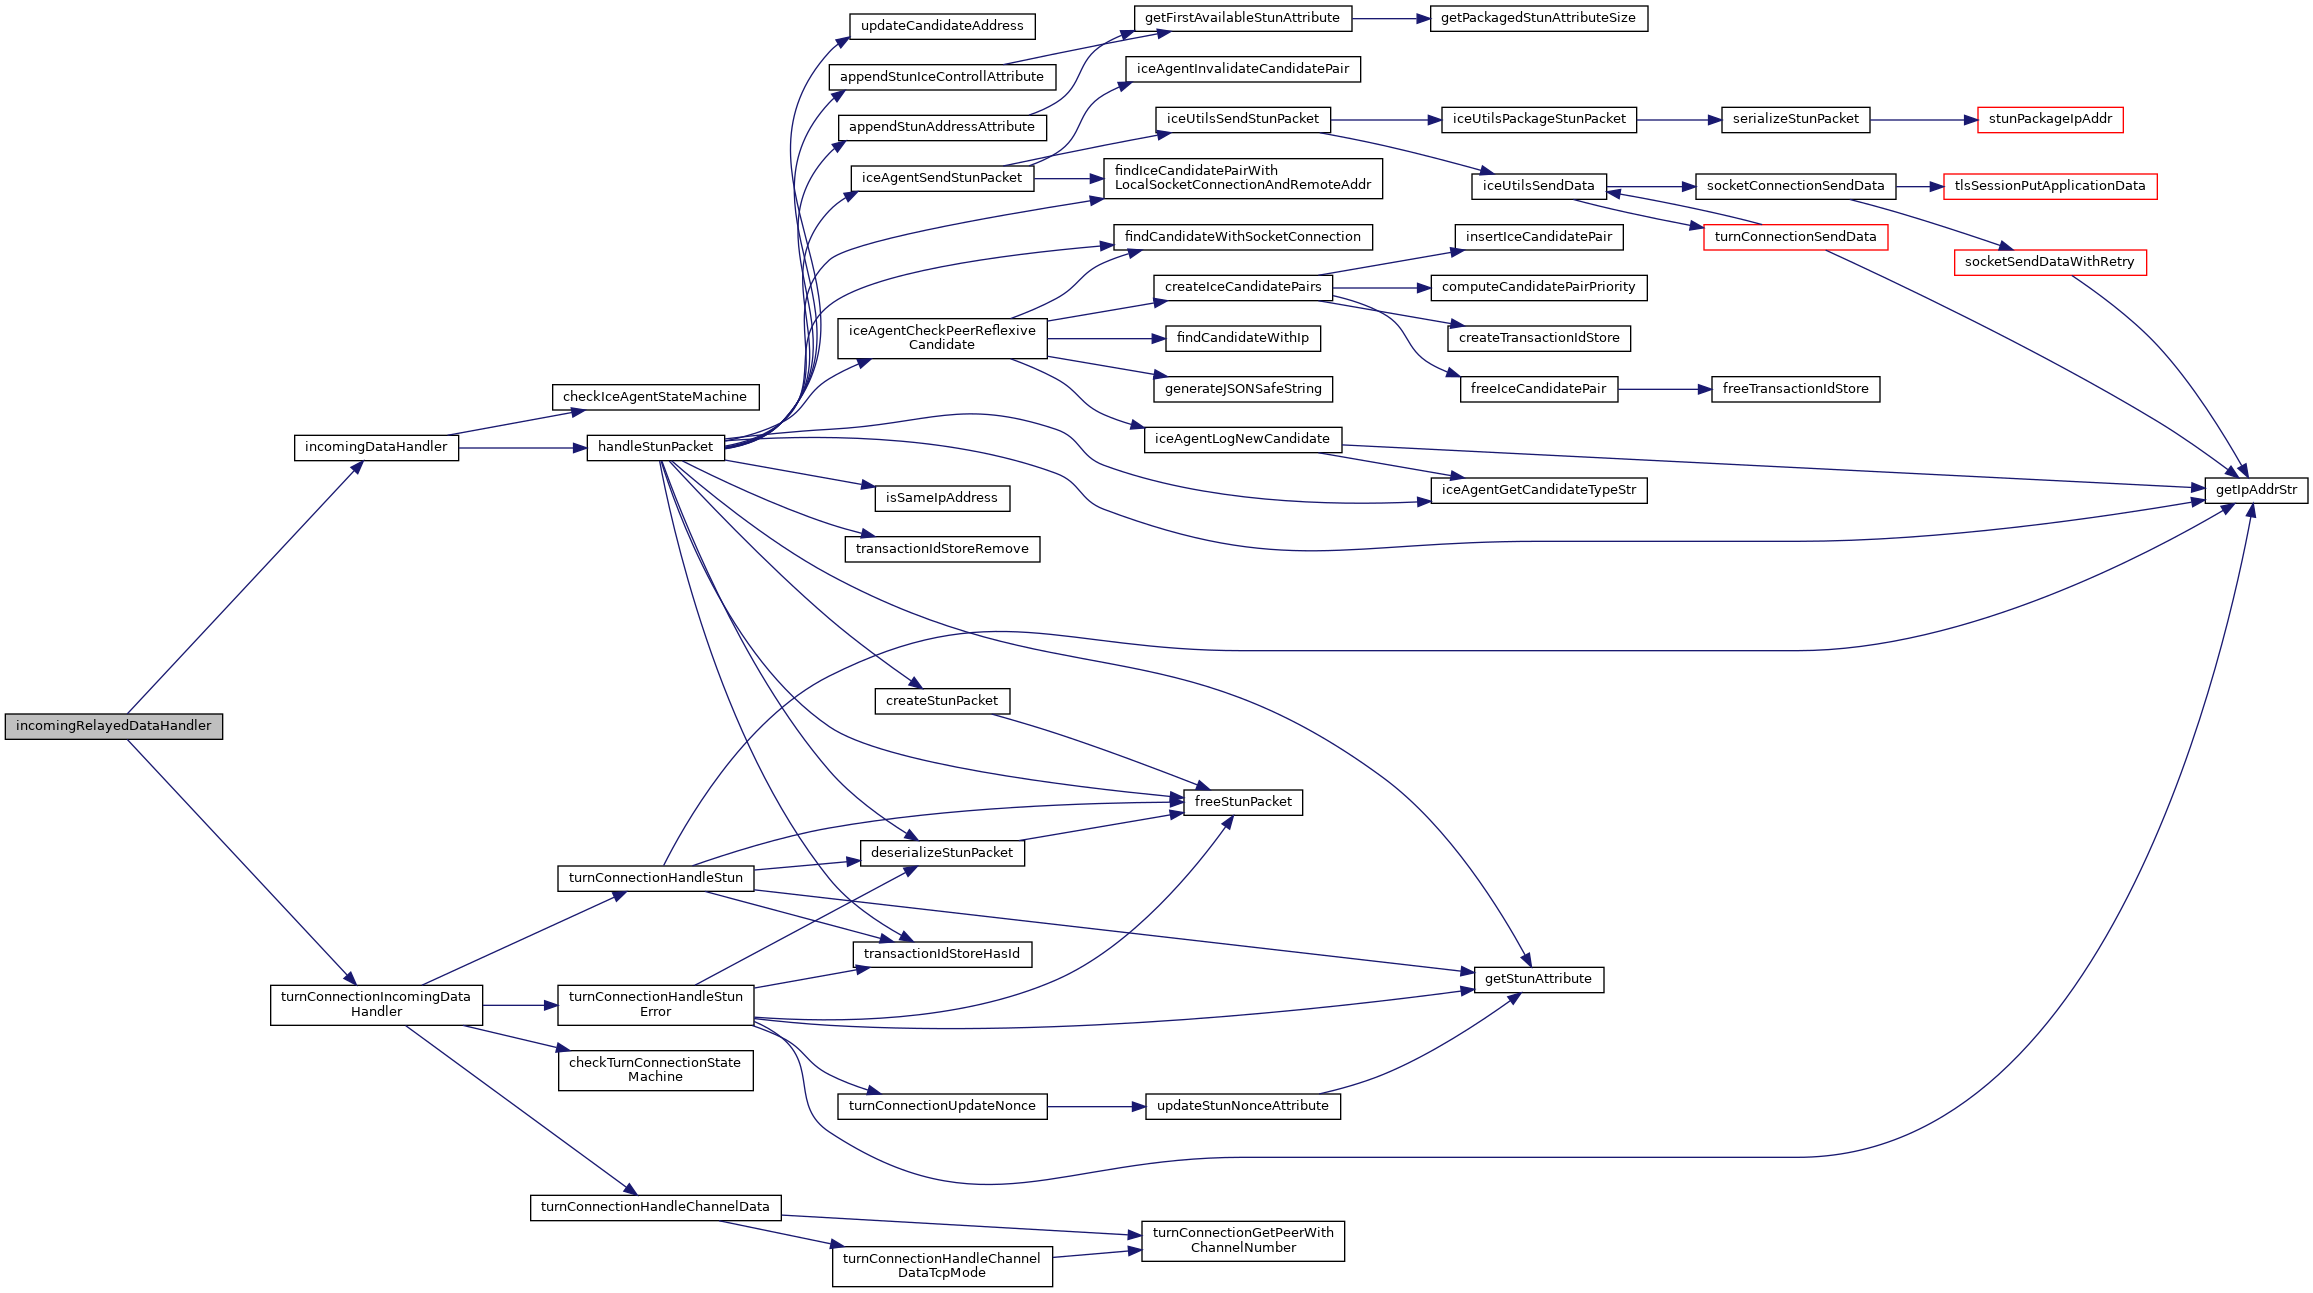 incomingRelayedDataHandler
incomingDataHandler
turnConnectionIncomingData
Handler
checkIceAgentStateMachine
handleStunPacket
turnConnectionHandleStun
turnConnectionHandleStun
Error
checkTurnConnectionState
Machine
turnConnectionHandleChannelData
updateCandidateAddress
appendStunIceControllAttribute
appendStunAddressAttribute
iceAgentSendStunPacket
iceAgentCheckPeerReflexive
Candidate
isSameIpAddress
transactionIdStoreRemove
createStunPacket
deserializeStunPacket
transactionIdStoreHasId
turnConnectionUpdateNonce
turnConnectionHandleChannel
DataTcpMode
getFirstAvailableStunAttribute
iceAgentInvalidateCandidatePair
iceUtilsSendStunPacket
findIceCandidatePairWith
LocalSocketConnectionAndRemoteAddr
findCandidateWithSocketConnection
createIceCandidatePairs
findCandidateWithIp
generateJSONSafeString
iceAgentLogNewCandidate
freeStunPacket
updateStunNonceAttribute
turnConnectionGetPeerWith
ChannelNumber
getPackagedStunAttributeSize
iceUtilsPackageStunPacket
iceUtilsSendData
insertIceCandidatePair
computeCandidatePairPriority
createTransactionIdStore
freeIceCandidatePair
iceAgentGetCandidateTypeStr
getStunAttribute
serializeStunPacket
socketConnectionSendData
turnConnectionSendData
freeTransactionIdStore
stunPackageIpAddr
tlsSessionPutApplicationData
socketSendDataWithRetry
getIpAddrStr